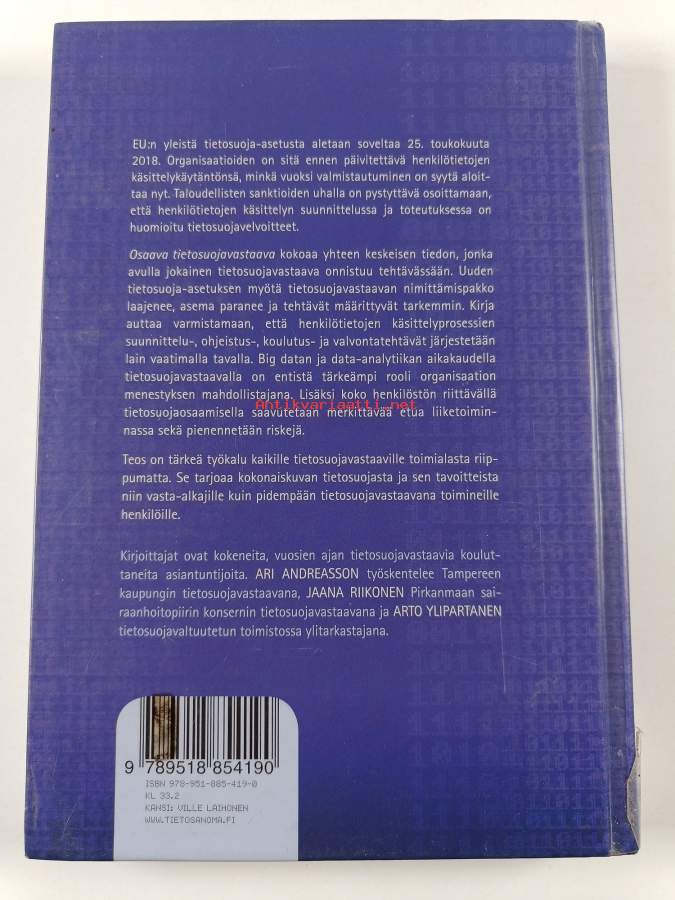 EU:n yleistä tietosuoja-asetusta aletaan soveltaa 25. toukokuuta
2018. Organisaatioiden on sitä ennen päivitettävä henkilötietojen
käsittelykäytäntönsä, minkä vuoksi valmistautuminen on syytä aloit-
taa nyt. Taloudellisten sanktioiden uhalla on pystyttävä osoittamaan,
että henkilötietojen käsittelyn suunnittelussa ja toteutuksessa on
huomioitu tietosuojavelvoitteet.
Osaava tietosuojavastaava kokoaa yhteen keskeisen tiedon, jonka
avulla jokainen tietosuojavastaava onnistuu tehtävässään. Uuden
tietosuoja-asetuksen myötä tietosuojavastaavan nimittämispakko
laajenee, asema paranee ja tehtävät määrittyvät tarkemmin. Kirja
auttaa varmistamaan, että henkilötietojen käsittelyprosessien
suunnittelu-, ohjeistus-, koulutus- ja valvontatehtävät järjestetään
lain vaatimalla tavalla. Big datan ja data-analytiikan aikakaudella
tietosuojavastaavalla on entistä tärkeämpi rooli organisaation
menestyksen mahdollistajana. Lisäksi koko henkilöstön riittävällä
Antikvariaatti.net
tietosuojaosaamisella saavutetaan merkittävää etua liiketoimin-
nassa sekä pienennetään riskejä.
Teos on tärkeä työkalu kaikille tietosuojavastaaville toimialasta riip-
pumatta. Se tarjoaa kokonaiskuvan tietosuojasta ja sen tavoitteista
niin vasta-alkajille kuin pidempään tietosuojavastaavana toimineille
henkilöille.
Kirjoittajat ovat kokeneita, vuosien ajan tietosuojavastaavia koulut-
taneita asiantuntijoita. ARI ANDREASSON työskentelee Tampereen
kaupungin tietosuojavastaavana, JAANA RIIKONEN Pirkanmaan sai-
raanhoitopiirin konsernin tietosuojavastaavana ja ARTO YLIPARTANEN
tietosuojavaltuutetun toimistossa ylitarkastajana.
9 789518 854190
ISBN 978-951-885-419-0
KL 33.2
KANSI: VILLE LAIHONEN
WWW.TIETOSANOMA.FI